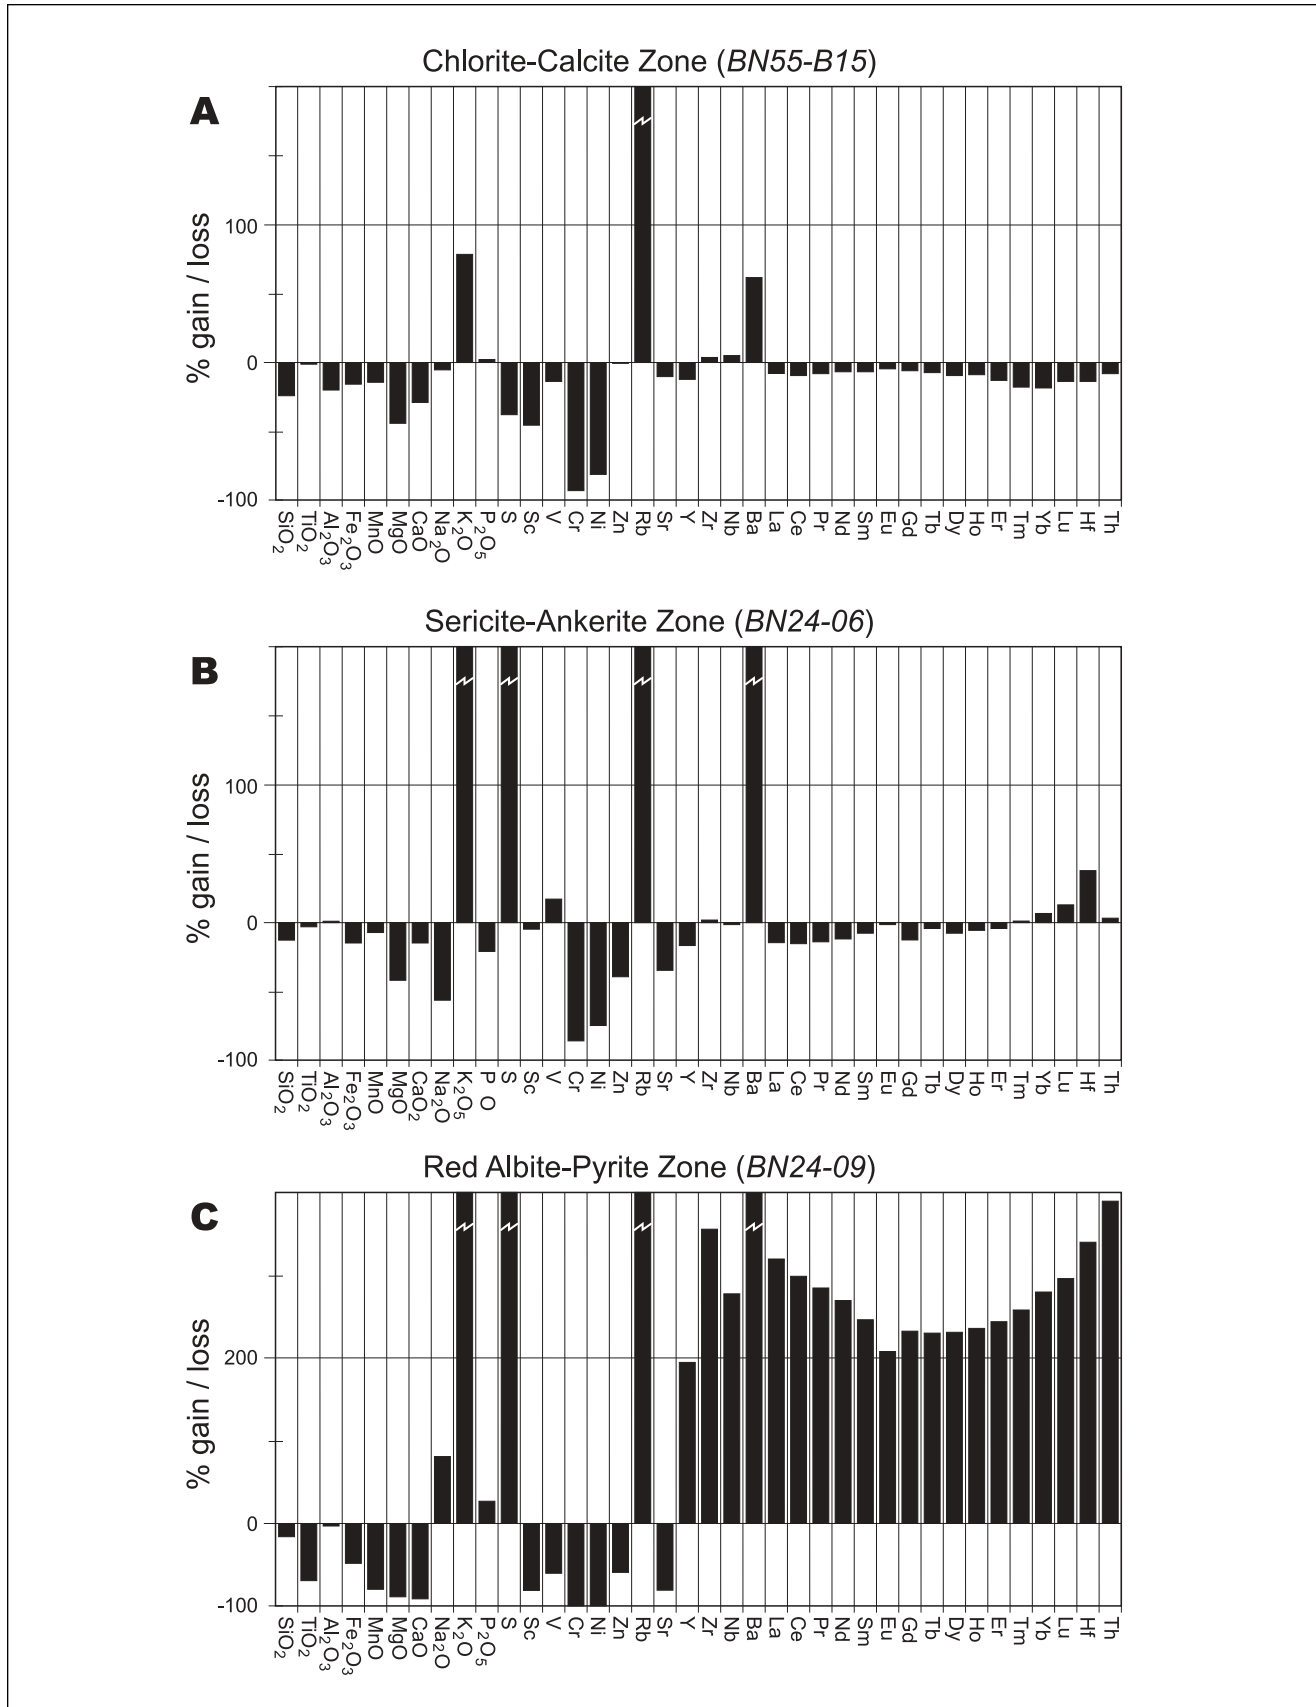 Chlorite-Calcite Zone (BN55-B15)
A
% gain / loss
100
0
-100
SiO₂ TiO₂ Al₂O₃ Fe₂O₃ MnO MgO CaO Na₂O K₂O P₂O₅ S Sc V Cr Ni Zn Rb Sr Y Zr Nb Ba La Ce Pr Nd Sm Eu Gd Tb Dy Ho Er Tm Yb Lu Hf Th
Sericite-Ankerite Zone (BN24-06)
B
% gain / loss
100
0
-100
SiO₂ TiO₂ Al₂O₃ Fe₂O₃ MnO MgO CaO₂ Na₂O K₂O₅ P O S Sc V Cr Ni Zn Rb Sr Y Zr Nb Ba La Ce Pr Nd Sm Eu Gd Tb Dy Ho Er Tm Yb Lu Hf Th
Red Albite-Pyrite Zone (BN24-09)
C
% gain / loss
200
0
-100
SiO₂ TiO₂ Al₂O₃ Fe₂O₃ MnO MgO CaO Na₂O K₂O P₂O₅ S Sc V Cr Ni Zn Rb Sr Y Zr Nb Ba La Ce Pr Nd Sm Eu Gd Tb Dy Ho Er Tm Yb Lu Hf Th